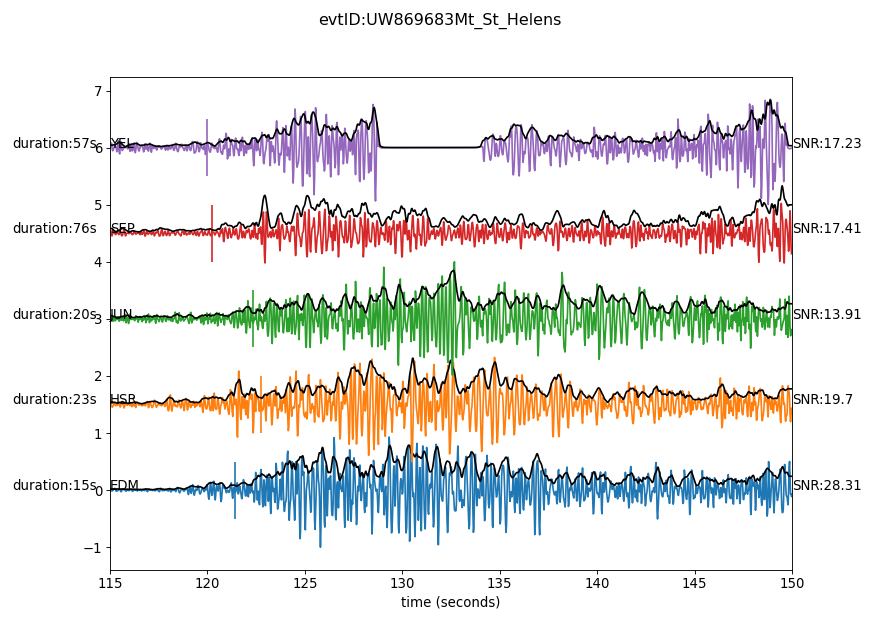 evtID:UW869683Mt_St_Helens
7
duration:57s YEL SNR:17.23
6
5
duration:76s SEP SNR:17.41
4
duration:20s JUN SNR:13.91
3
2
duration:23s HSR SNR:19.7
1
duration:15s EDM SNR:28.31
0
−1
115 120 125 130 135 140 145 150
time (seconds)